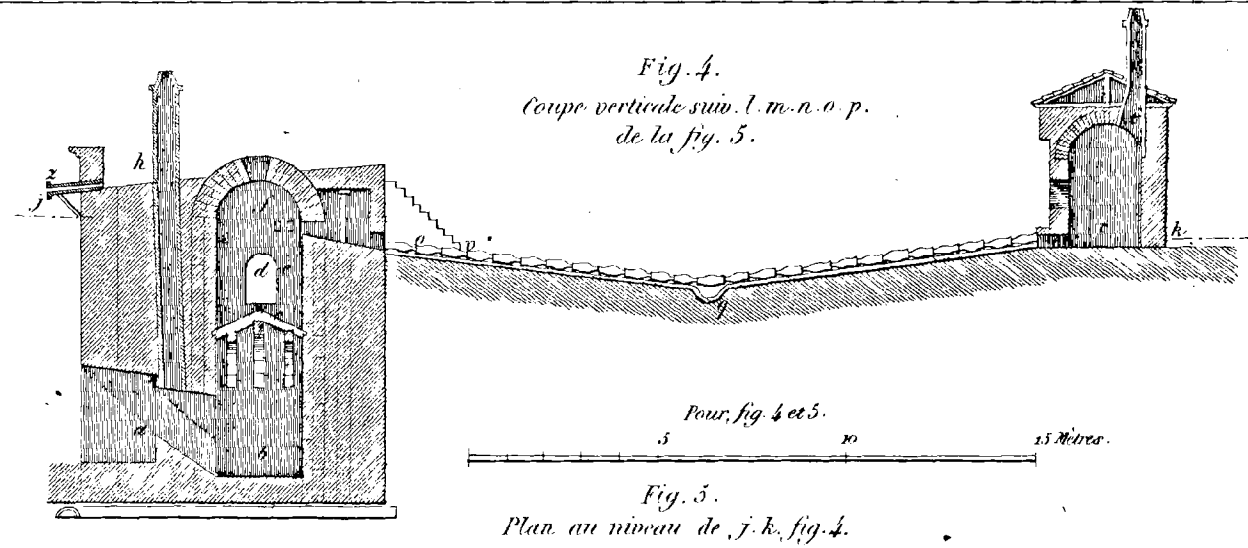 Fig. 4.
Coupe verticale suiv. l. m. n. o. p.
de la fig. 5.
z
h
j
f
e
p
d
e
k
r
b
a
y
Pour fig. 4 et 5.
5 10 15 Mètres.
Fig. 5.
Plan au niveau de j. k. fig. 4.